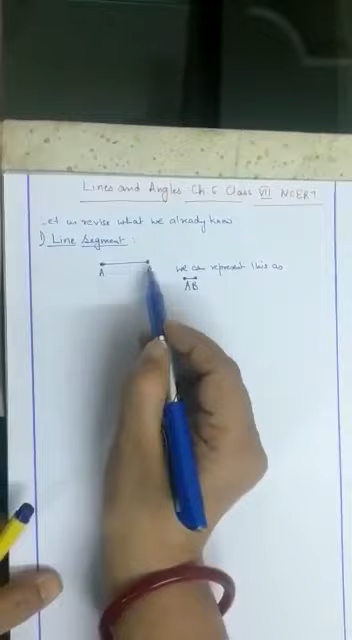 Lines and Angles Ch.5 Class VII NCERT
Let us revise what we already know
1) Line Segment :
A
we can represent this as
AB